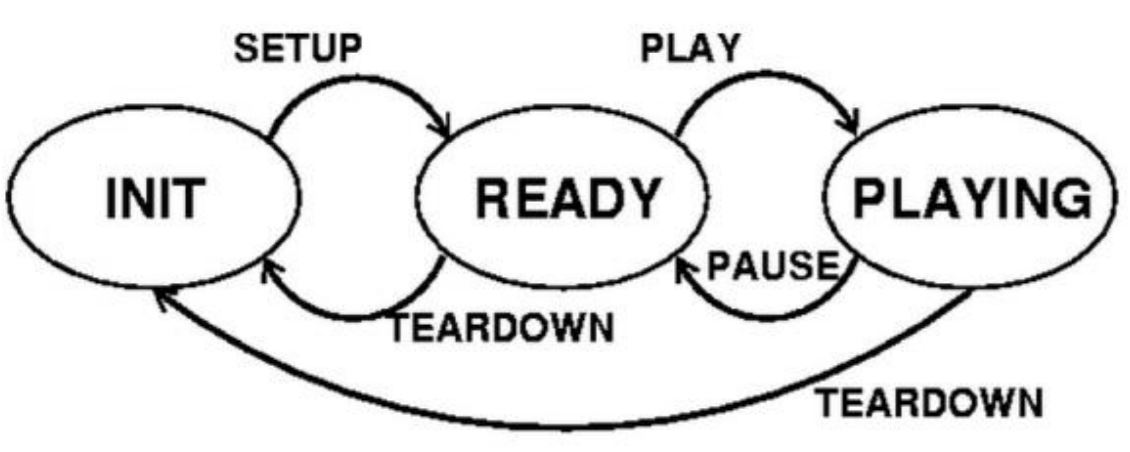 SETUP
PLAY
INIT
READY
PLAYING
PAUSE
TEARDOWN
TEARDOWN